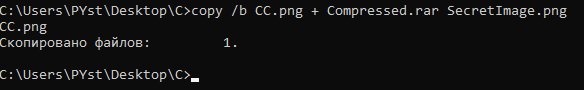 C:\Users\PYst\Desktop\C>copy /b CC.png + Compressed.rar SecretImage.png
CC.png
Скопировано файлов:         1.
C:\Users\PYst\Desktop\C>